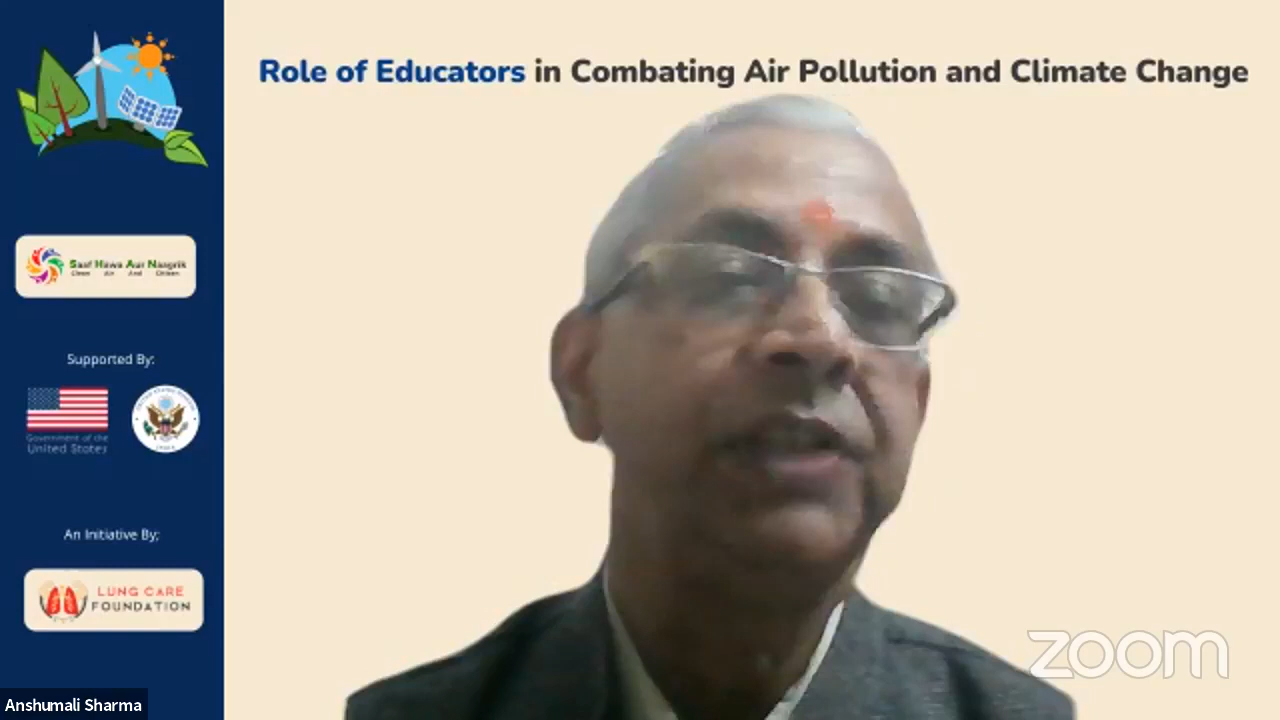 Role of Educators in Combating Air Pollution and Climate Change
Saaf Hawa Aur Naagrik
Clean Air And Citizen
Supported By:
Government of the
United States
An Initiative By;
LUNG CARE
FOUNDATION
zoom
Anshumali Sharma